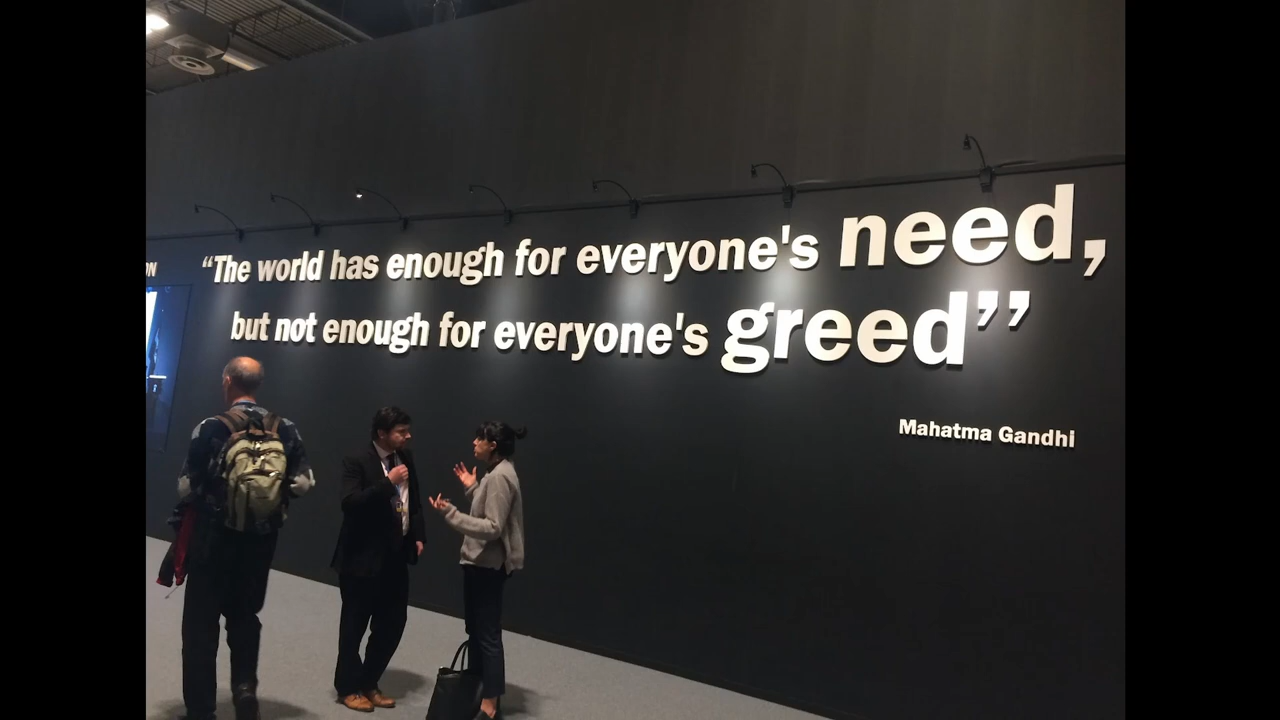 “The world has enough for everyone's need,
but not enough for everyone's greed”
Mahatma Gandhi